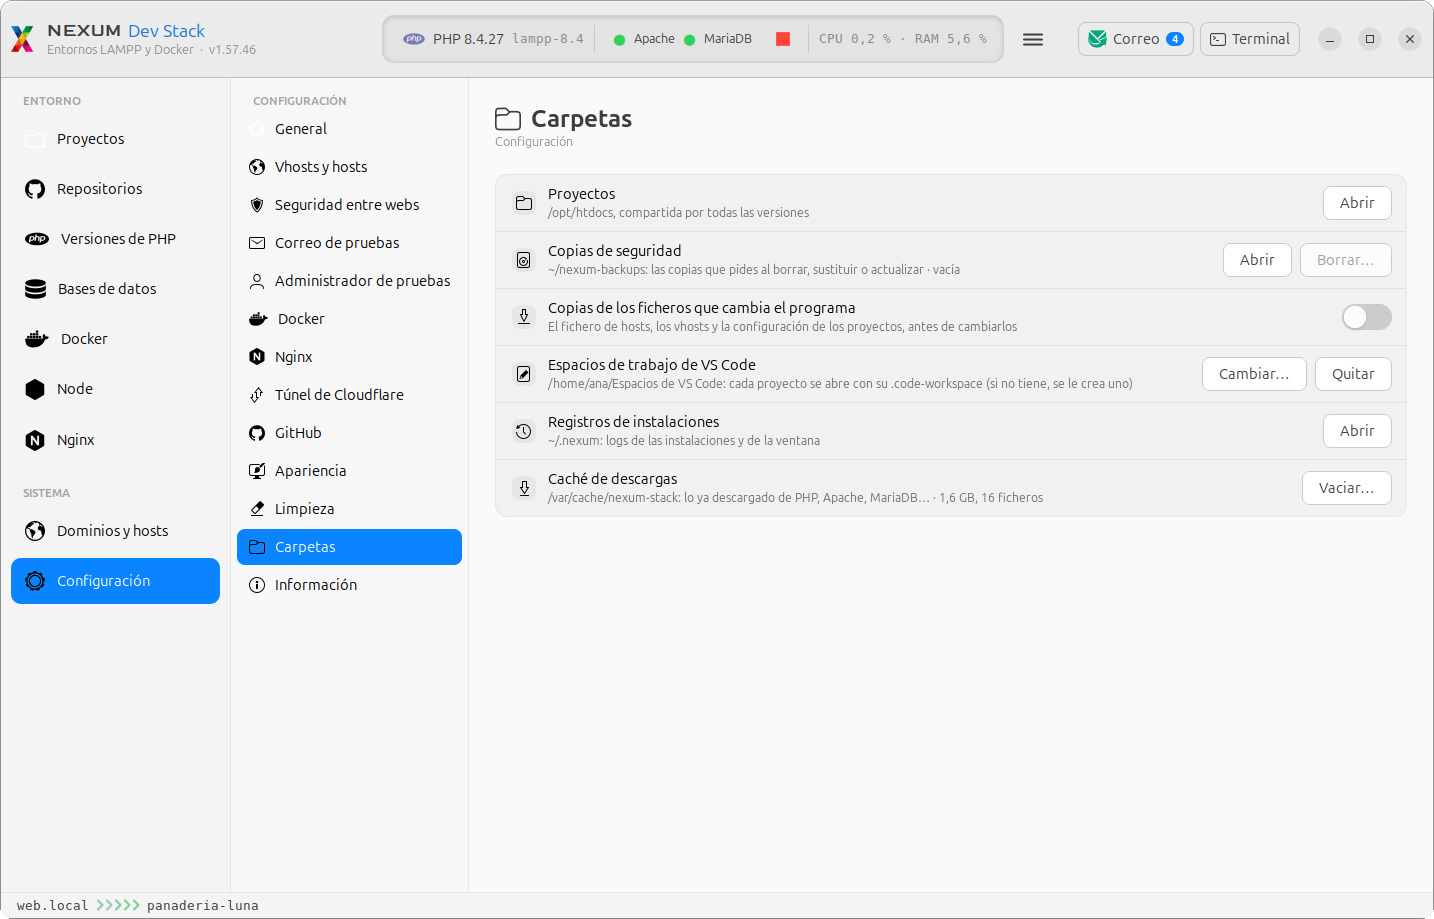 NEXUM Dev Stack
Entornos LAMPP y Docker · v1.57.46
php PHP 8.4.27 lampp-8.4
Apache
MariaDB
CPU 0,2 % · RAM 5,6 %
Correo 4
Terminal
ENTORNO
Proyectos
Repositorios
php Versiones de PHP
Bases de datos
Docker
Node
N Nginx
SISTEMA
Dominios y hosts
Configuración
CONFIGURACIÓN
General
Vhosts y hosts
Seguridad entre webs
Correo de pruebas
Administrador de pruebas
Docker
N Nginx
Túnel de Cloudflare
GitHub
Apariencia
Limpieza
Carpetas
Información
Carpetas
Configuración
Proyectos
/opt/htdocs, compartida por todas las versiones
Abrir
Copias de seguridad
~/nexum-backups: las copias que pides al borrar, sustituir o actualizar · vacía
Abrir
Borrar...
Copias de los ficheros que cambia el programa
El fichero de hosts, los vhosts y la configuración de los proyectos, antes de cambiarlos
Espacios de trabajo de VS Code
/home/ana/Espacios de VS Code: cada proyecto se abre con su .code-workspace (si no tiene, se le crea uno)
Cambiar...
Quitar
Registros de instalaciones
~/.nexum: logs de las instalaciones y de la ventana
Abrir
Caché de descargas
/var/cache/nexum-stack: lo ya descargado de PHP, Apache, MariaDB... · 1,6 GB, 16 ficheros
Vaciar...
web.local >>>>> panaderia-luna